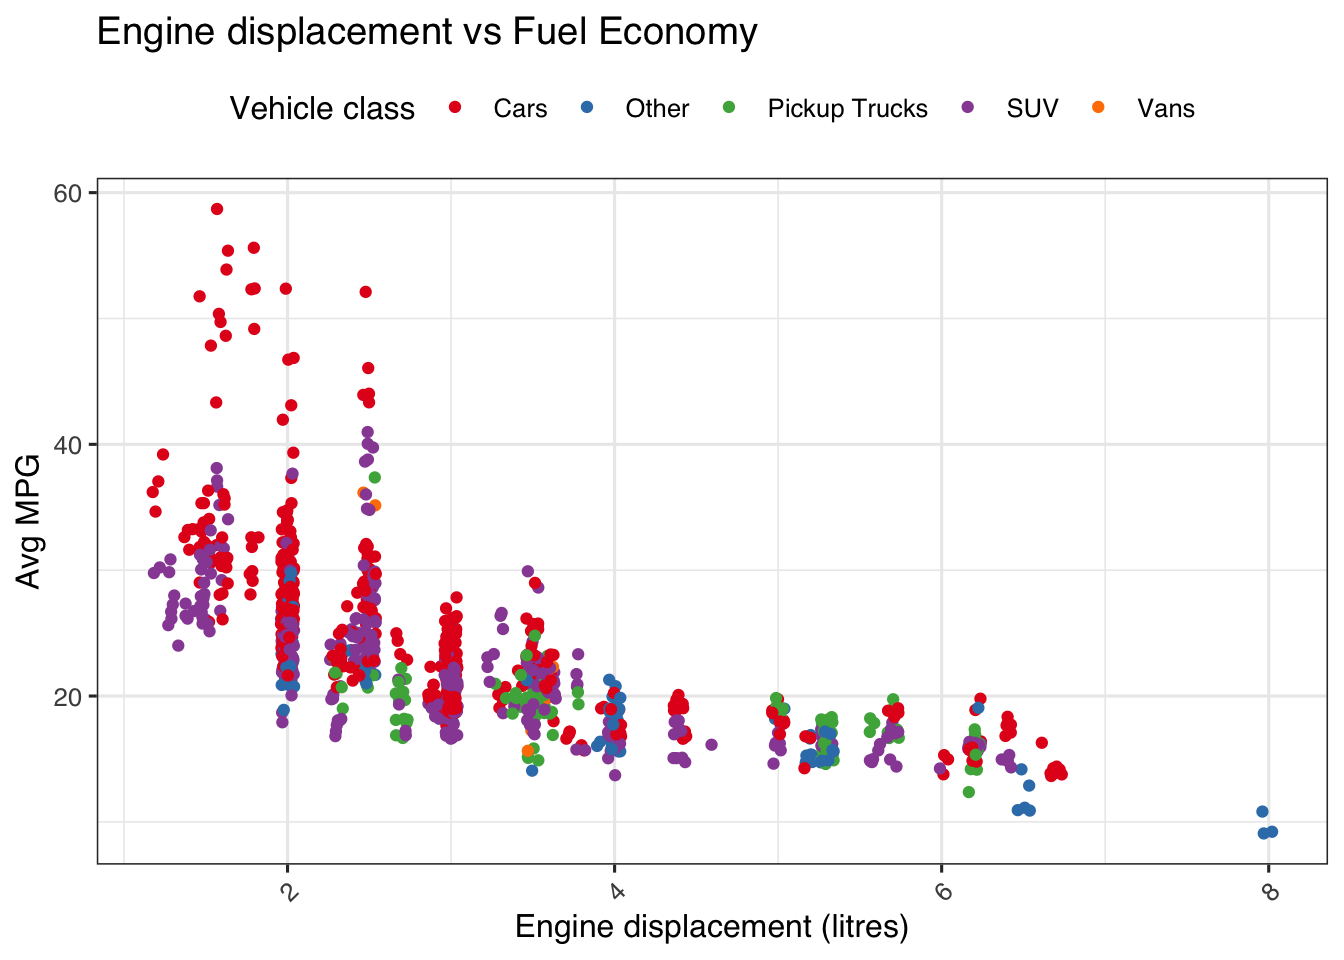 Engine displacement vs Fuel Economy
Vehicle class Cars Other Pickup Trucks SUV Vans
60
40
20
Avg MPG
2 4 6 8
Engine displacement (litres)